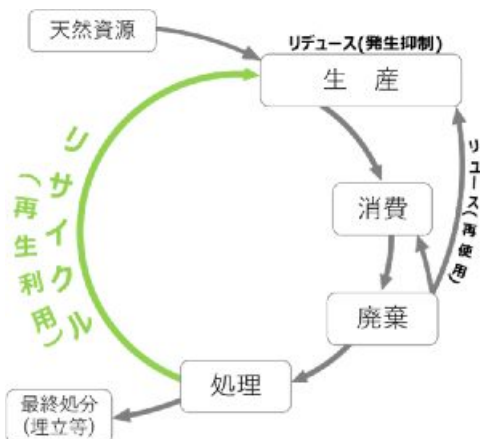 天然資源
リデュース(発生抑制)
生　産
リサイクル
(再生利用)
消費
リユース(再使用)
廃棄
処理
最終処分
(埋立等)